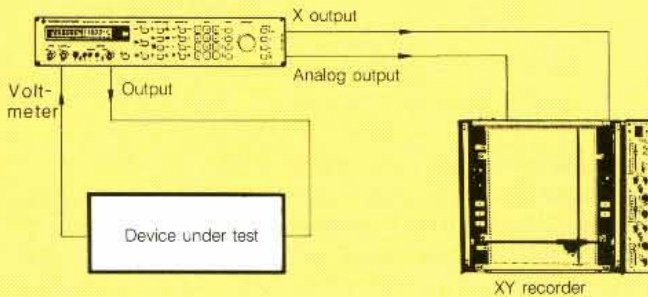 X output
Analog output
Volt-
meter
Output
Device under test
XY recorder